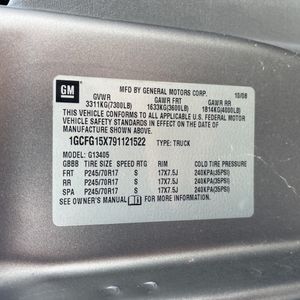 GM
MFD BY GENERAL MOTORS CORP. 10/08
GVWR GAWR FRT GAWR RR
3311KG(7300LB) 1633KG(3600LB) 1814KG(4000LB)
THIS VEHICLE CONFORMS TO ALL APPLICABLE U.S. FEDERAL MOTOR
VEHICLE SAFETY STANDARDS IN EFFECT ON THE DATE OF
MANUFACTURE SHOWN ABOVE.
1GCFG15X791121522 TYPE: TRUCK
MODEL: G13405
GBBB TIRE SIZE SPEED RTG RIM COLD TIRE PRESSURE
FRT P245/70R17 S 17X7.5J 240KPA(35PSI)
RR P245/70R17 S 17X7.5J 240KPA(35PSI)
SPA P245/70R17 S 17X7.5J 240KPA(35PSI)
SEE OWNER'S MANUAL FOR MORE INFORMATION.